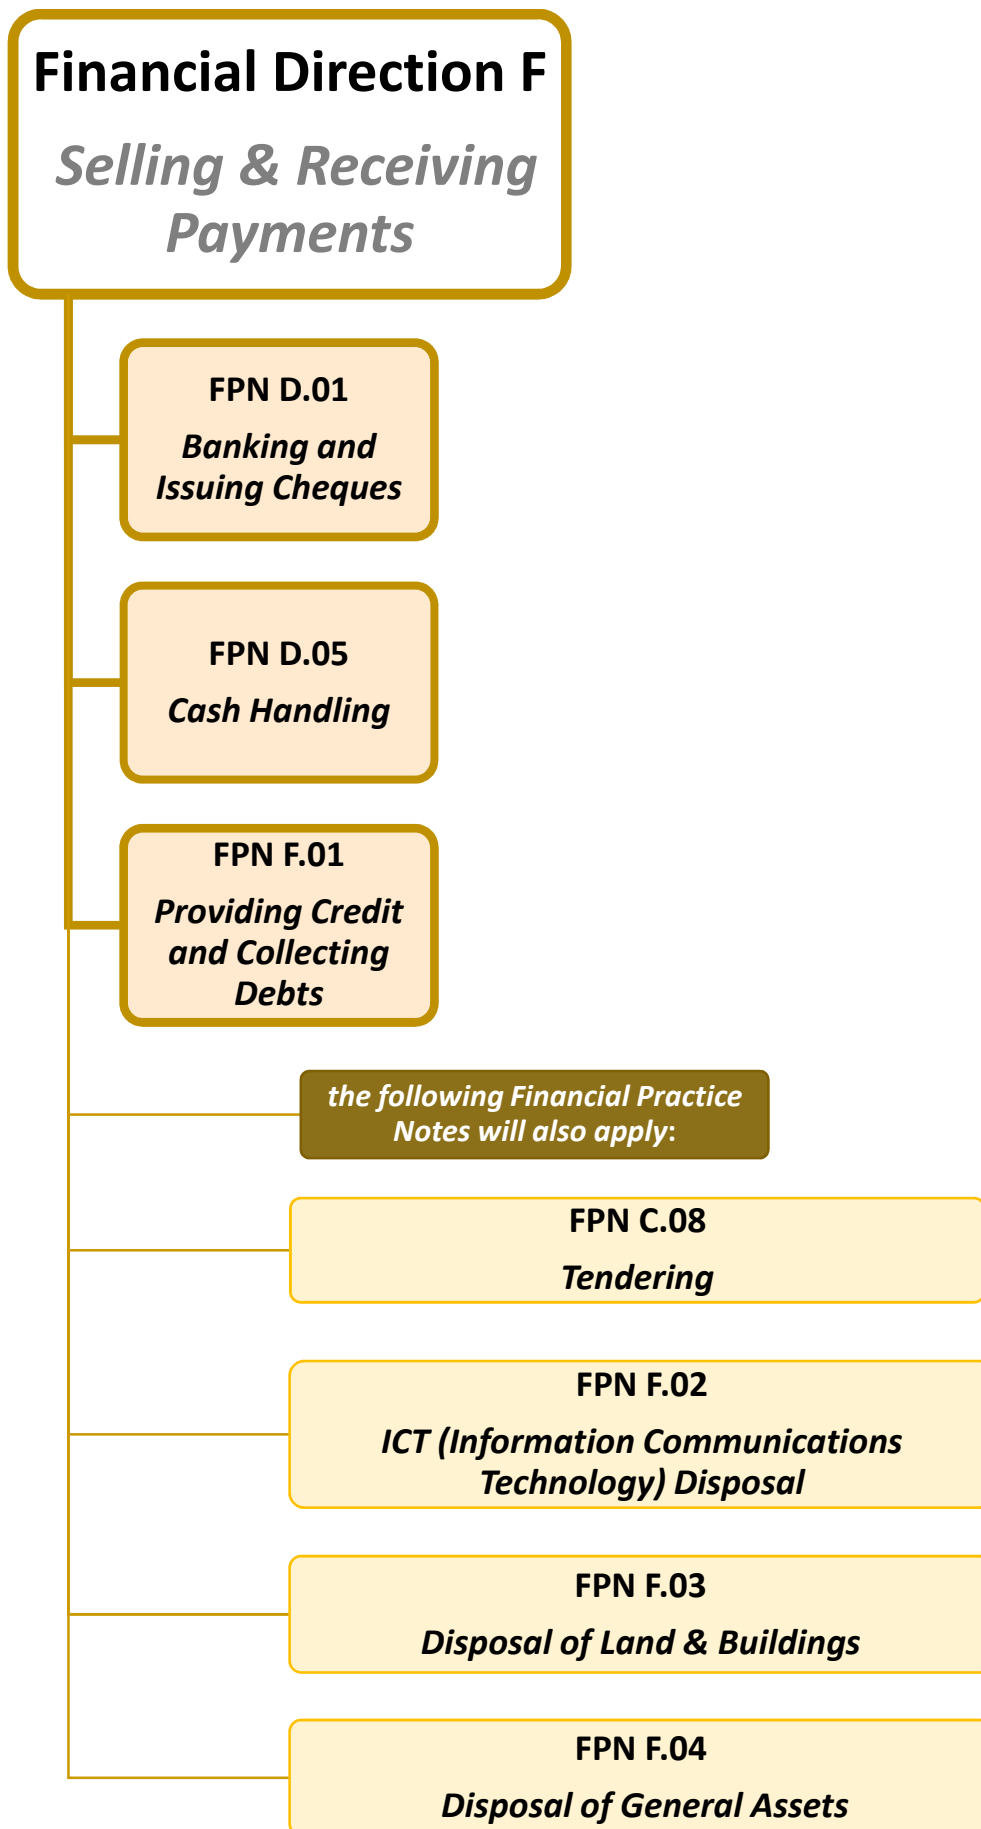 Financial Direction F
Selling & Receiving
Payments
FPN D.01
Banking and
Issuing Cheques
FPN D.05
Cash Handling
FPN F.01
Providing Credit
and Collecting
Debts
the following Financial Practice
Notes will also apply:
FPN C.08
Tendering
FPN F.02
ICT (Information Communications
Technology) Disposal
FPN F.03
Disposal of Land & Buildings
FPN F.04
Disposal of General Assets